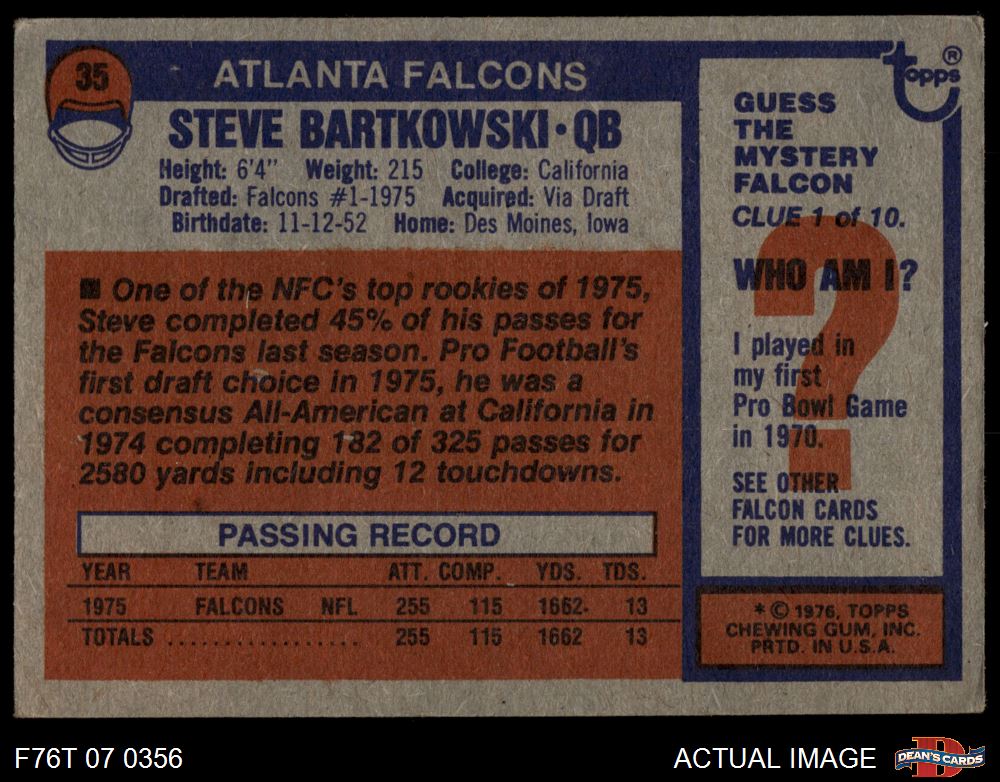 35
ATLANTA FALCONS
STEVE BARTKOWSKI • QB
Height: 6'4" Weight: 215 College: California
Drafted: Falcons #1-1975 Acquired: Via Draft
Birthdate: 11-12-52 Home: Des Moines, Iowa
■ One of the NFC's top rookies of 1975,
Steve completed 45% of his passes for
the Falcons last season. Pro Football's
first draft choice in 1975, he was a
consensus All-American at California in
1974 completing 182 of 325 passes for
2580 yards including 12 touchdowns.
PASSING RECORD
YEAR TEAM ATT. COMP. YDS. TDS.
1975 FALCONS NFL 255 115 1662 13
TOTALS .................. 255 115 1662 13
topps®
GUESS
THE
MYSTERY
FALCON
CLUE 1 of 10.
?
WHO AM I?
I played in
my first
Pro Bowl Game
in 1970.
SEE OTHER
FALCON CARDS
FOR MORE CLUES.
* © 1976, TOPPS
CHEWING GUM, INC.
PRTD. IN U.S.A.
F76T 07 0356
ACTUAL IMAGE
D
DEAN'S CARDS